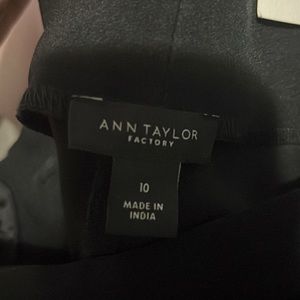 ANN TAYLOR
FACTORY
10
MADE IN
INDIA